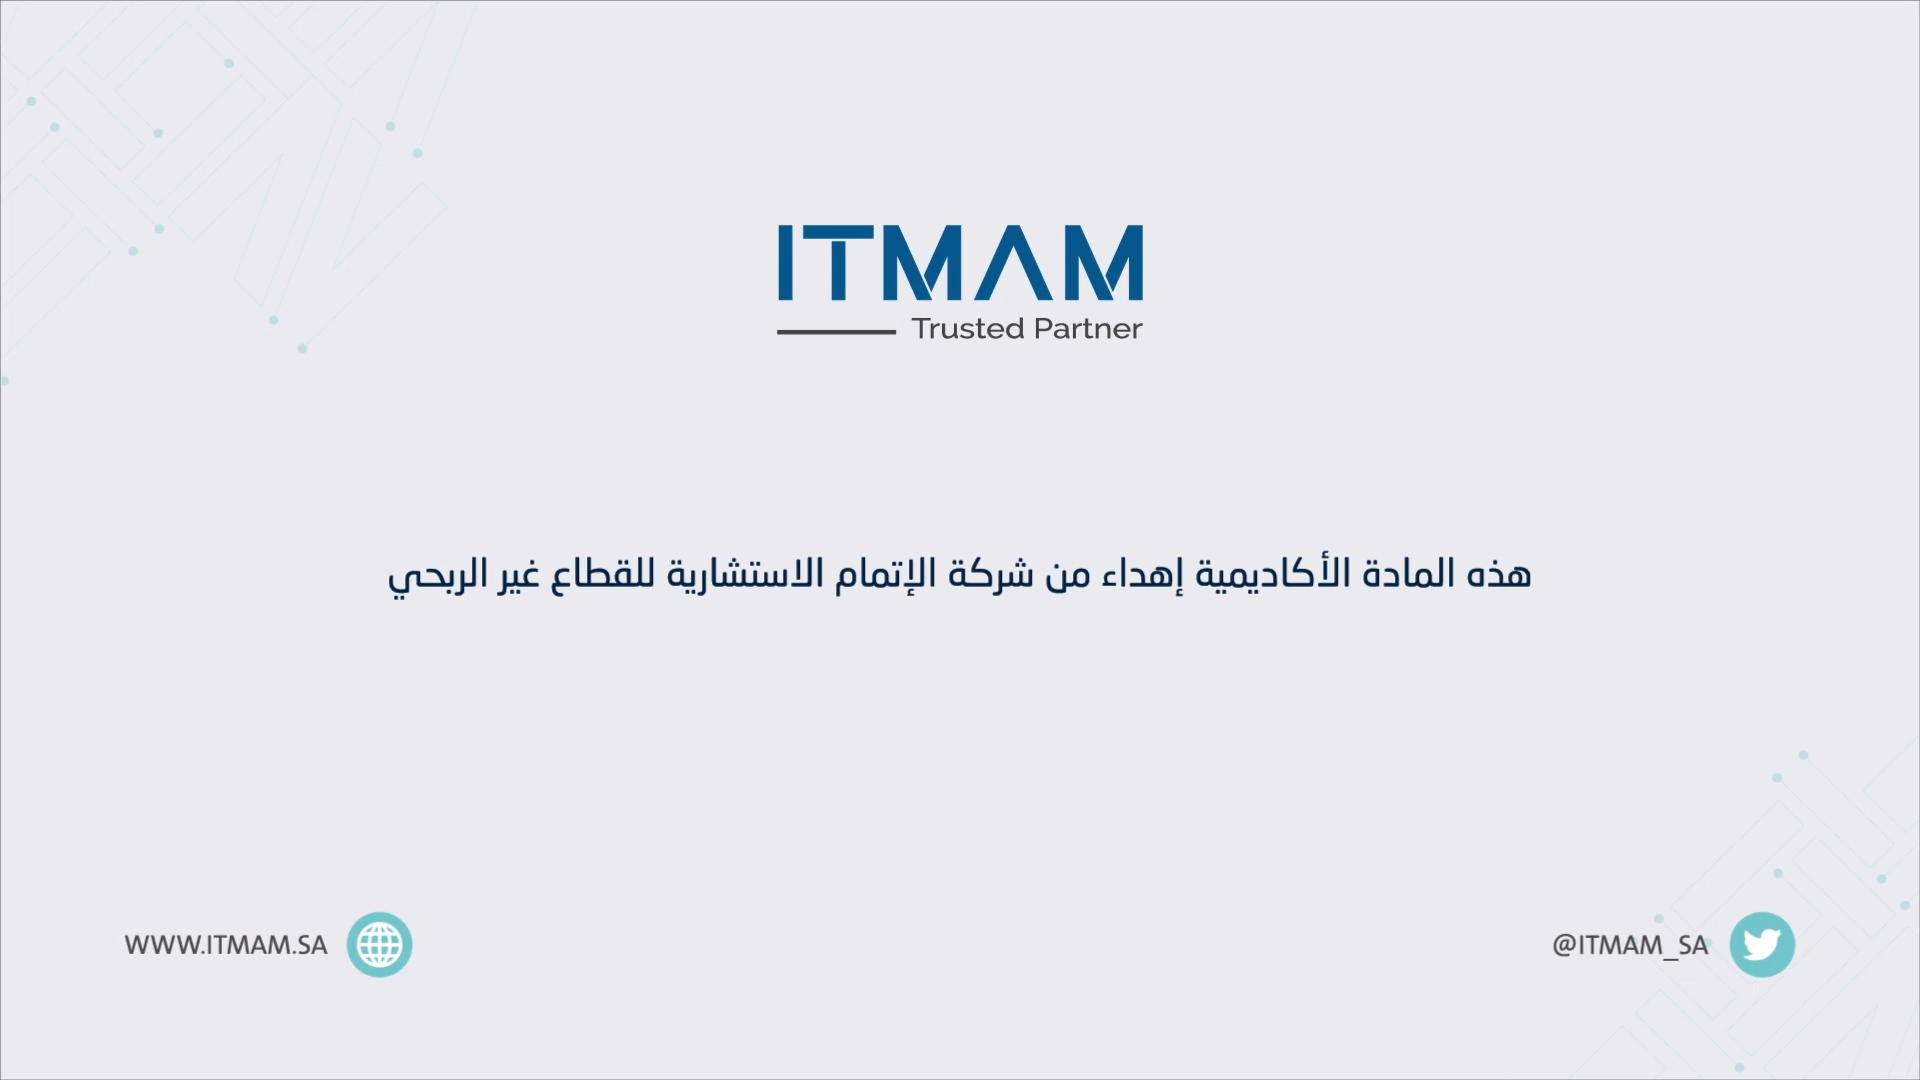 ITMAM
Trusted Partner
هذه المادة الأكاديمية إهداء من شركة الإتمام الاستشارية للقطاع غير الربحي
WWW.ITMAM.SA
@ITMAM_SA